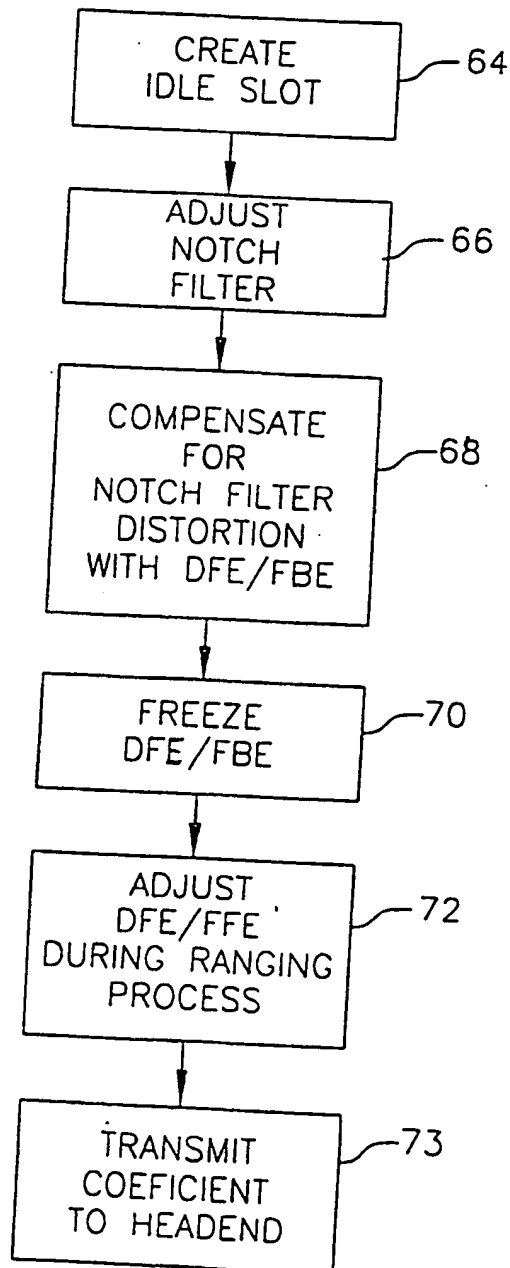 CREATE
IDLE SLOT
64
ADJUST
NOTCH
FILTER
66
COMPENSATE
FOR
NOTCH FILTER
DISTORTION
WITH DFE/FBE
68
FREEZE
DFE/FBE
70
ADJUST
DFE/FFE
DURING RANGING
PROCESS
72
TRANSMIT
COEFICIENT
TO HEADEND
73